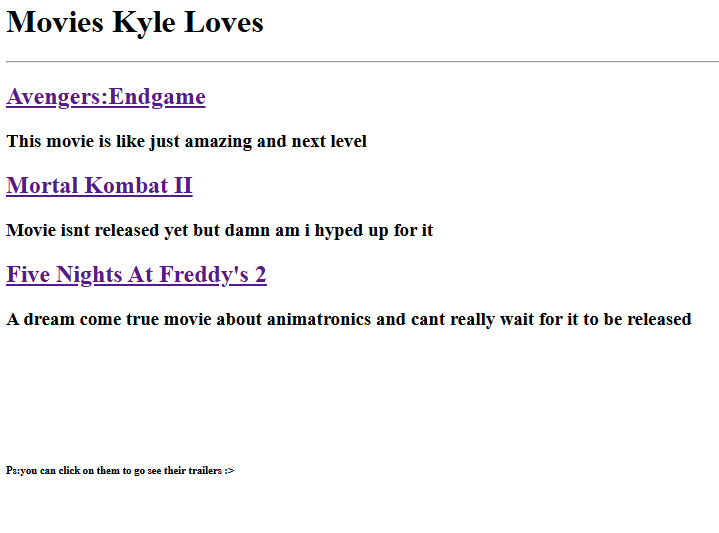 Movies Kyle Loves
Avengers:Endgame
This movie is like just amazing and next level
Mortal Kombat II
Movie isnt released yet but damn am i hyped up for it
Five Nights At Freddy's 2
A dream come true movie about animatronics and cant really wait for it to be released
Ps:you can click on them to go see their trailers :>